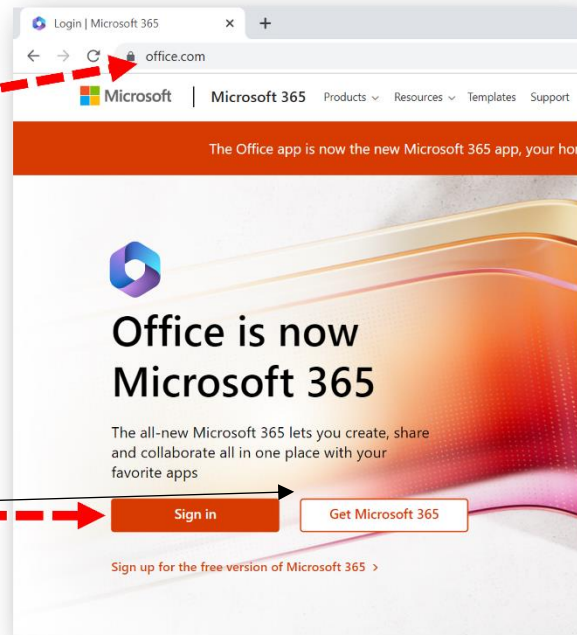 Login | Microsoft 365
office.com
Microsoft | Microsoft 365 Products Resources Templates Support
The Office app is now the new Microsoft 365 app, your
Office is now
Microsoft 365
The all-new Microsoft 365 lets you create, share
and collaborate all in one place with your
favorite apps
Sign in Get Microsoft 365
Sign up for the free version of Microsoft 365 >